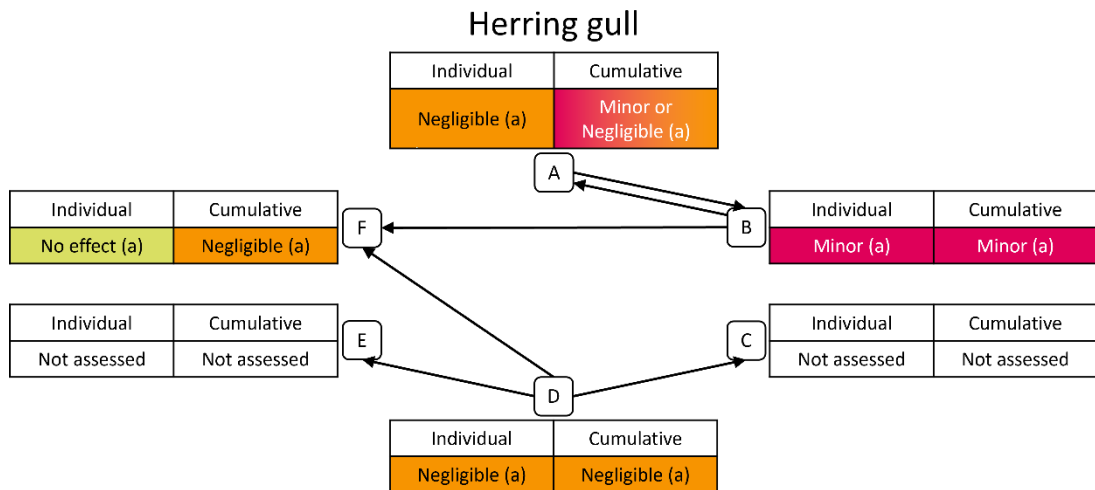 Herring gull
Individual Cumulative
Negligible (a) Minor or
Negligible (a)
A
Individual Cumulative
No effect (a) Negligible (a)
F
B
Individual Cumulative
Minor (a) Minor (a)
Individual Cumulative
Not assessed Not assessed
E
C
Individual Cumulative
Not assessed Not assessed
D
Individual Cumulative
Negligible (a) Negligible (a)